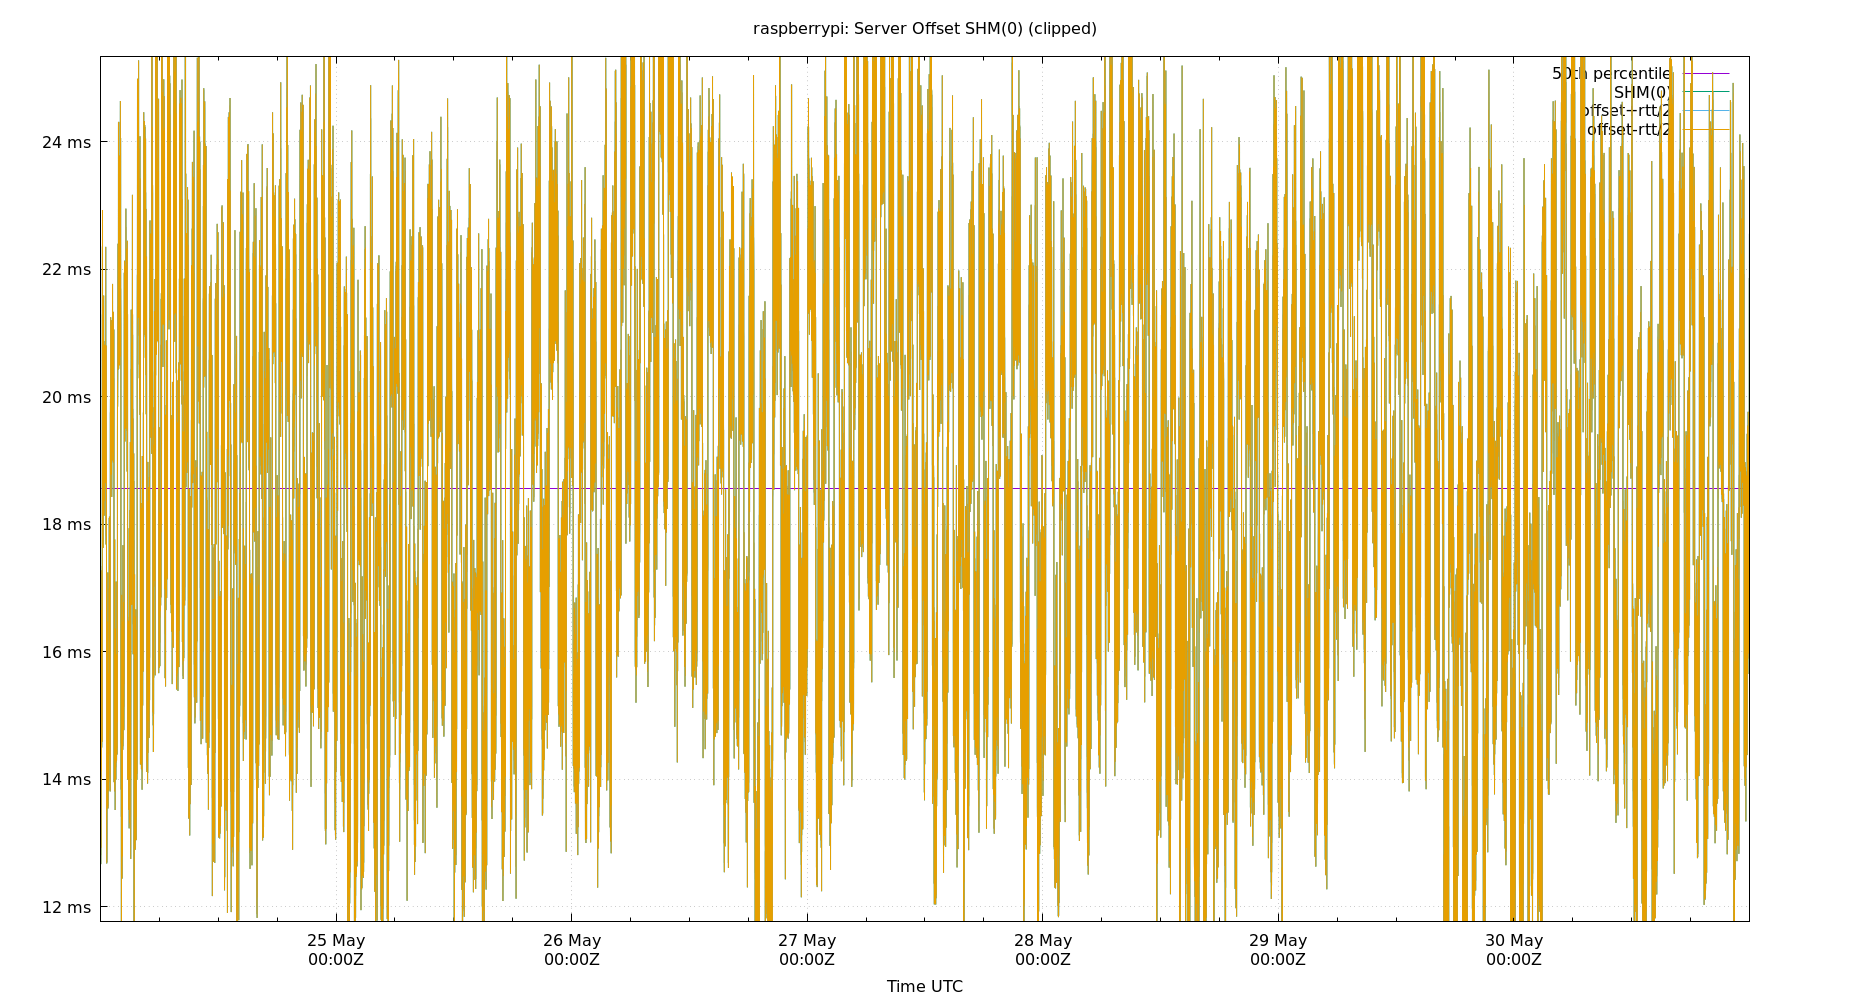 raspberrypi: Server Offset SHM(0) (clipped)
50th percentile
SHM(0)
offset+rtt/2
offset-rtt/2
24 ms
22 ms
20 ms
18 ms
16 ms
14 ms
12 ms
25 May 26 May 27 May 28 May 29 May 30 May
00:00Z 00:00Z 00:00Z 00:00Z 00:00Z 00:00Z
Time UTC